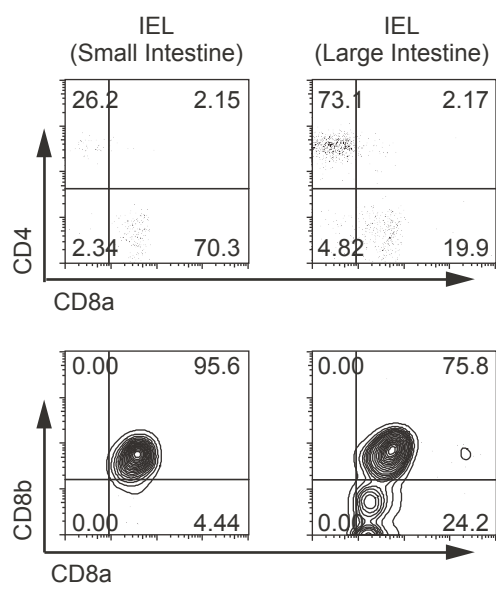 IEL
(Small Intestine)
IEL
(Large Intestine)
26.2 2.15
73.1 2.17
CD4
2.34 70.3
4.82 19.9
CD8a
0.00 95.6
0.00 75.8
CD8b
0.00 4.44
0.00 24.2
CD8a